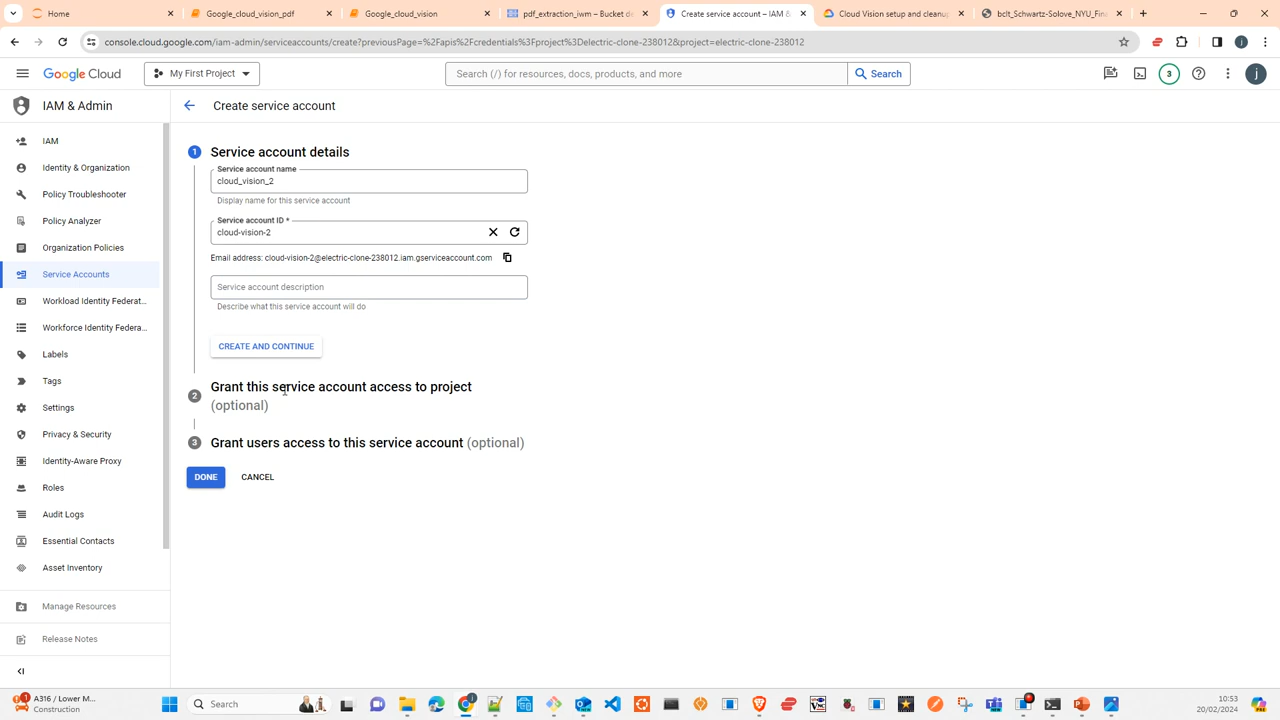 Home
Google_cloud_vision_pdf
Google_cloud_vision
pdf_extraction_iwm – Bucket de
Create service account – IAM &
Cloud Vision setup and cleanup
bclt_Schwartz-Solove_NYU_Fina
console.cloud.google.com/iam-admin/serviceaccounts/create?previousPage=%2Fapis%2Fcredentials%3Fproject%3Delectric-clone-238012&project=electric-clone-238012
Google Cloud
My First Project
Search (/) for resources, docs, products, and more
Search
3
j
IAM & Admin
Create service account
IAM
Identity & Organization
Policy Troubleshooter
Policy Analyzer
Organization Policies
Service Accounts
Workload Identity Federat...
Workforce Identity Federa...
Labels
Tags
Settings
Privacy & Security
Identity-Aware Proxy
Roles
Audit Logs
Essential Contacts
Asset Inventory
Manage Resources
Release Notes
1
Service account details
Service account name
cloud_vision_2
Display name for this service account
Service account ID *
cloud-vision-2
Email address: cloud-vision-2@electric-clone-238012.iam.gserviceaccount.com
Service account description
Describe what this service account will do
CREATE AND CONTINUE
2
Grant this service account access to project
(optional)
3
Grant users access to this service account (optional)
DONE
CANCEL
A316 / Lower M...
Construction
Search
10:53
20/02/2024